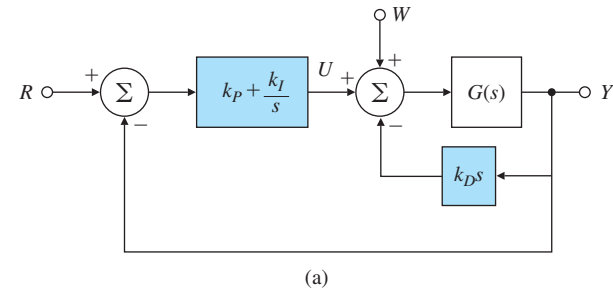 W
R
+
−
Σ
k_P + k_I/s
U
+
+
−
Σ
G(s)
Y
k_D s
(a)